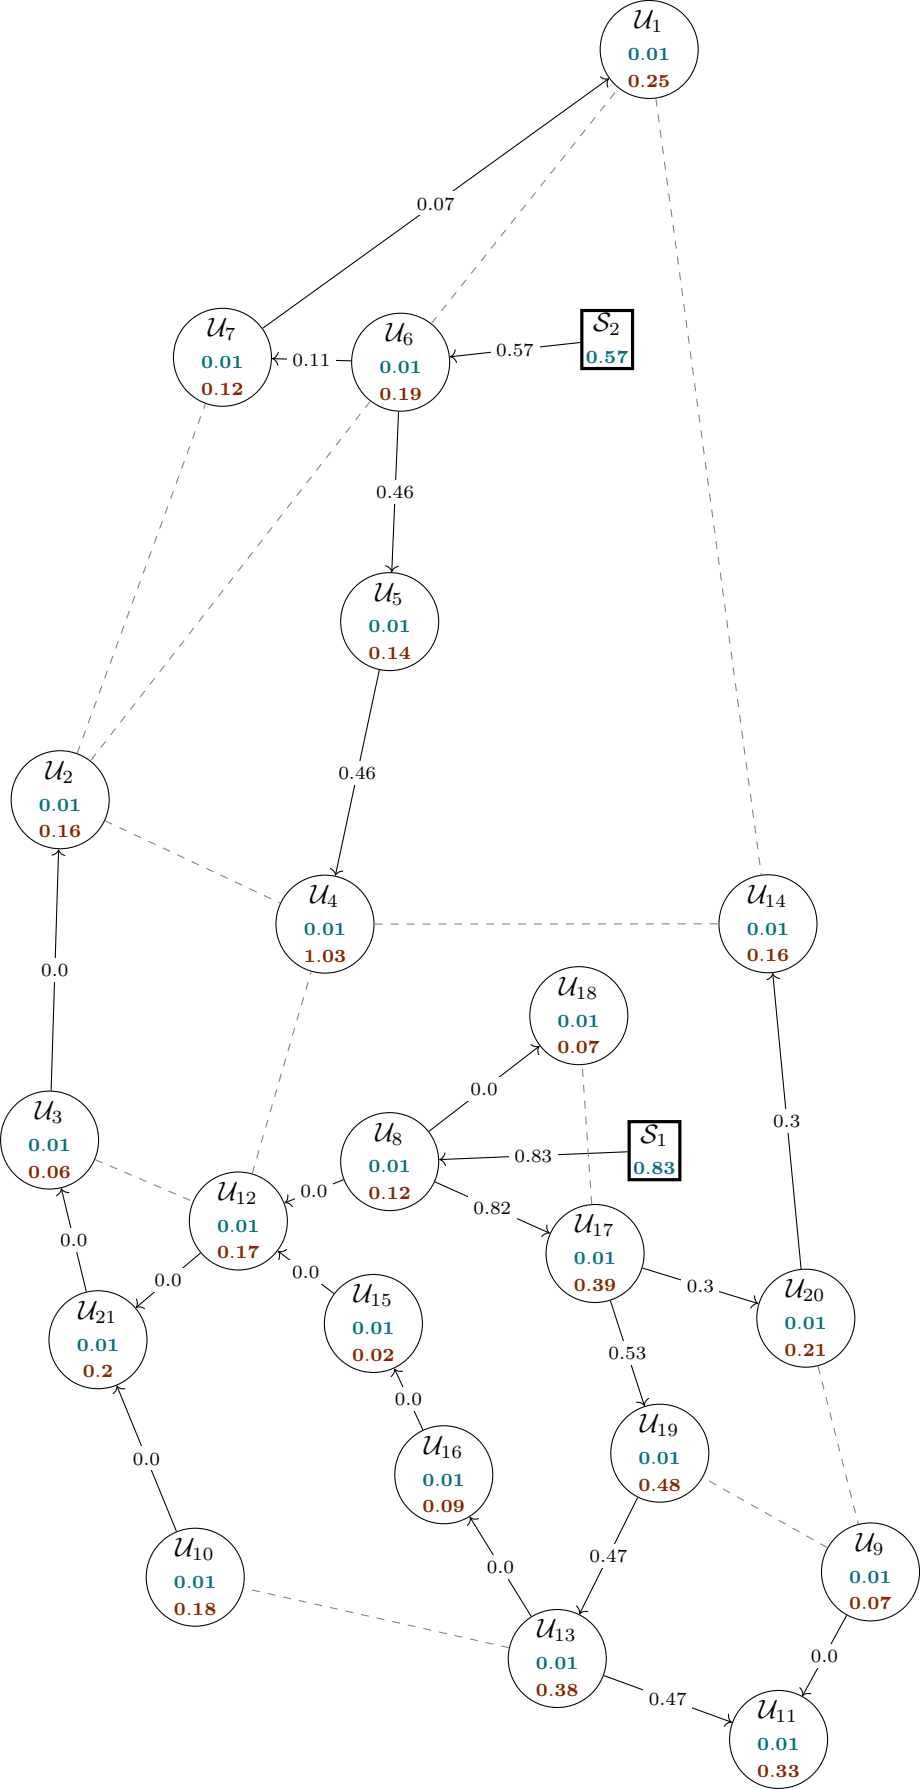 𝒰₁
0.01
0.25
0.07
𝒰₇
0.01
0.12
0.11
𝒰₆
0.01
0.19
0.57
𝒮₂
0.57
0.46
𝒰₅
0.01
0.14
0.46
𝒰₂
0.01
0.16
𝒰₄
0.01
1.03
𝒰₁₄
0.01
0.16
0.0
𝒰₁₈
0.01
0.07
0.0
0.3
𝒰₃
0.01
0.06
𝒰₈
0.01
0.12
0.83
𝒮₁
0.83
𝒰₁₂
0.01
0.17
0.0
0.82
𝒰₁₇
0.01
0.39
0.0
0.0
0.0
0.3
𝒰₂₁
0.01
0.2
𝒰₁₅
0.01
0.02
𝒰₂₀
0.01
0.21
0.53
0.0
𝒰₁₉
0.01
0.48
0.0
𝒰₁₆
0.01
0.09
𝒰₁₀
0.01
0.18
0.0
0.47
𝒰₉
0.01
0.07
𝒰₁₃
0.01
0.38
0.0
0.47
𝒰₁₁
0.01
0.33